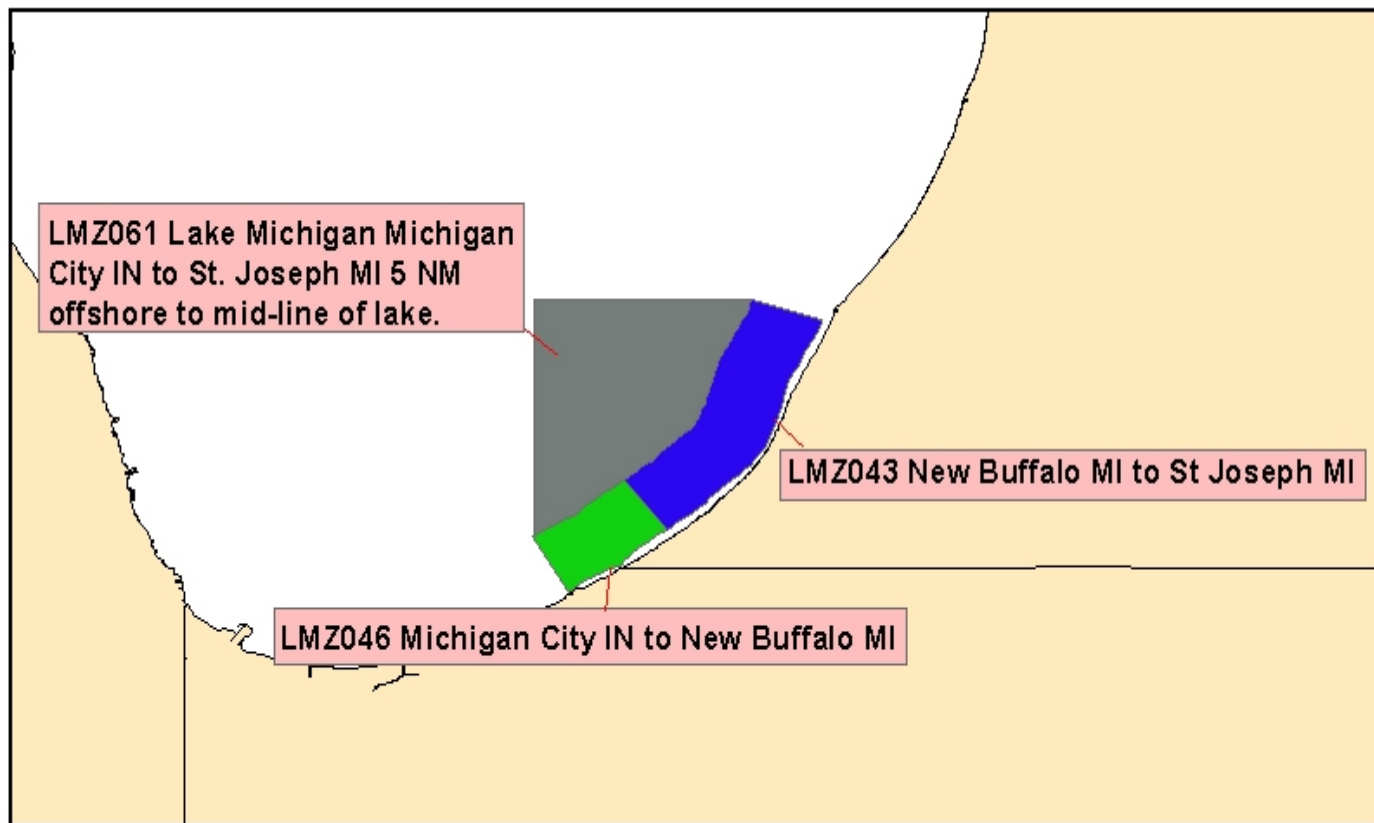 LMZ061 Lake Michigan Michigan
City IN to St. Joseph MI 5 NM
offshore to mid-line of lake.
LMZ043 New Buffalo MI to St Joseph MI
LMZ046 Michigan City IN to New Buffalo MI